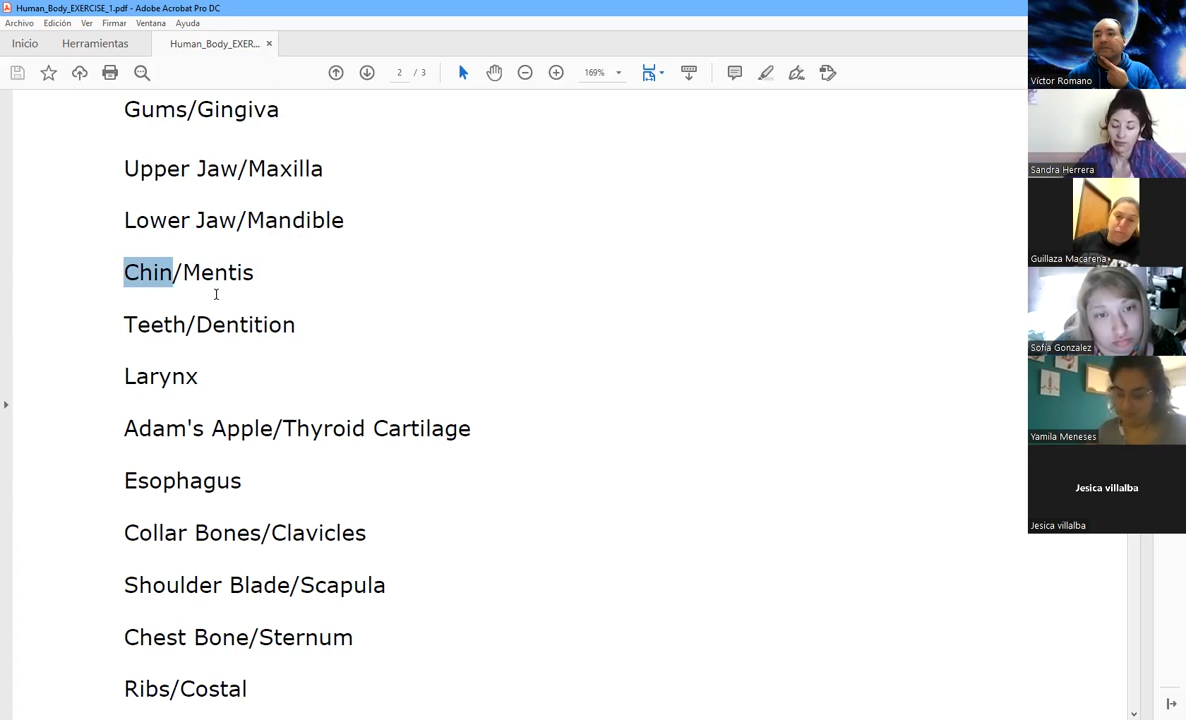 Human_Body_EXERCISE_1.pdf - Adobe Acrobat Pro DC
Archivo Edición Ver Firmar Ventana Ayuda
Inicio Herramientas Human_Body_EXER... ×
2 / 3 169%
Gums/Gingiva
Upper Jaw/Maxilla
Lower Jaw/Mandible
Chin/Mentis
Teeth/Dentition
Larynx
Adam's Apple/Thyroid Cartilage
Esophagus
Collar Bones/Clavicles
Shoulder Blade/Scapula
Chest Bone/Sternum
Ribs/Costal
Víctor Romano
Sandra Herrera
Guillaza Macarena
Sofía Gonzalez
Yamila Meneses
Jesica villalba
Jesica villalba